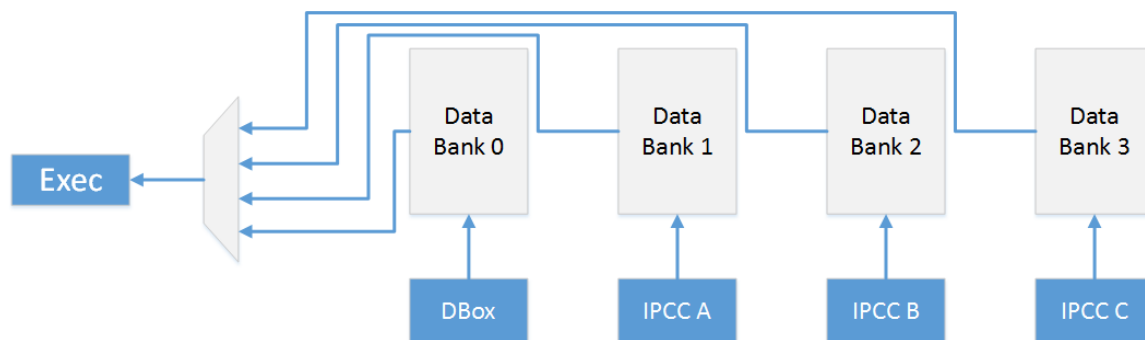 Data
Bank 0
Data
Bank 1
Data
Bank 2
Data
Bank 3
Exec
DBox
IPCC A
IPCC B
IPCC C